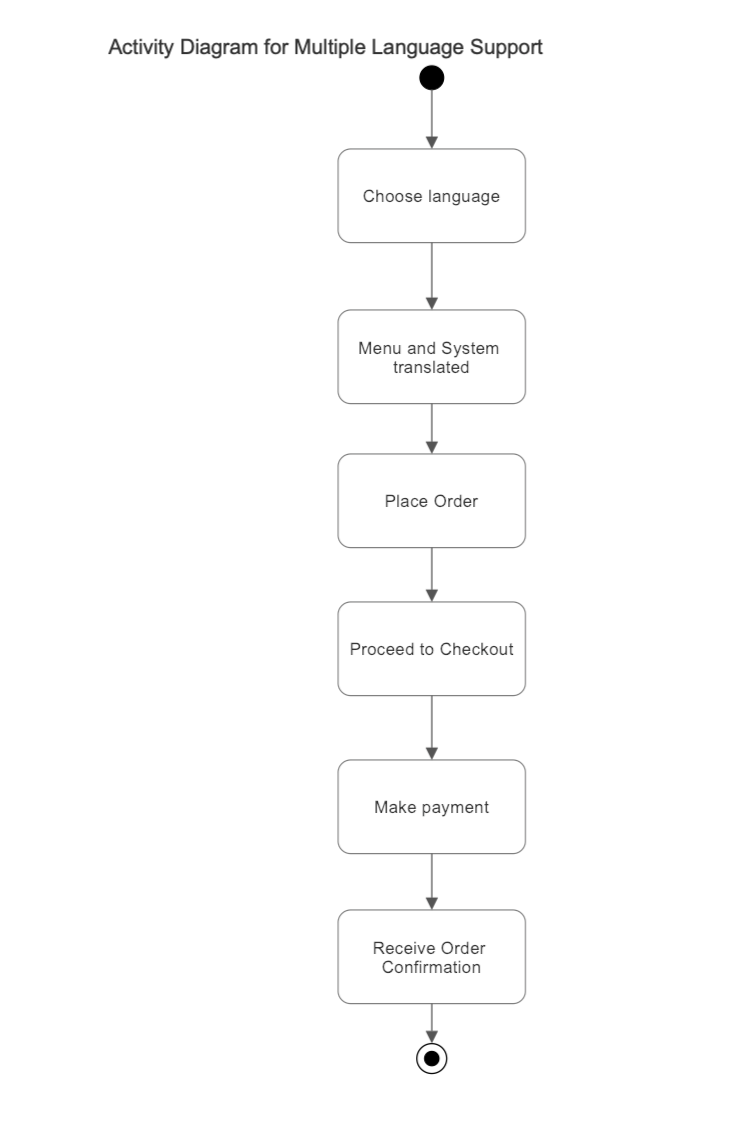 Activity Diagram for Multiple Language Support
Choose language
Menu and System
translated
Place Order
Proceed to Checkout
Make payment
Receive Order
Confirmation